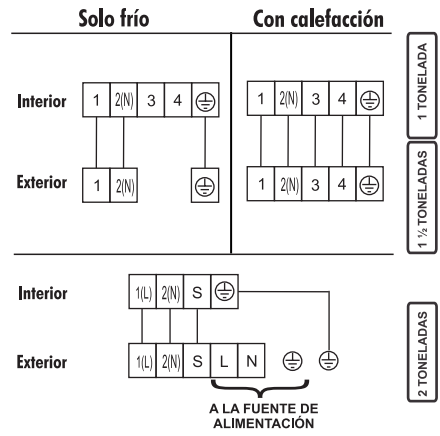 Solo frío Con calefacción
Interior 1 2(N) 3 4 1 2(N) 3 4
Exterior 1 2(N) 1 2(N) 3 4
1 TONELADA
1 ½ TONELADAS
Interior 1(L) 2(N) S
Exterior 1(L) 2(N) S L N
2 TONELADAS
A LA FUENTE DE
ALIMENTACIÓN